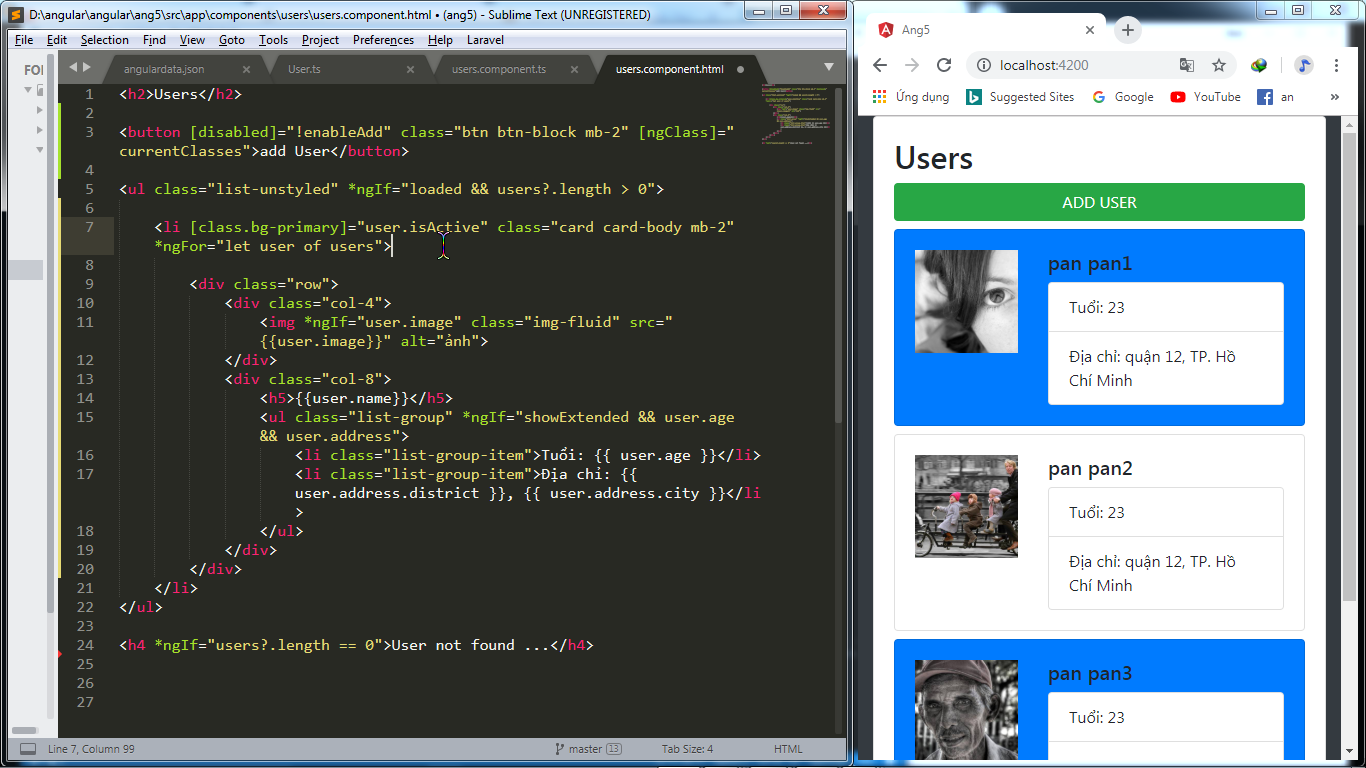 D:\angular\angular\ang5\src\app\components\users\users.component.html • (ang5) - Sublime Text (UNREGISTERED)
File Edit Selection Find View Goto Tools Project Preferences Help Laravel
FOI
angulardata.json × User.ts × users.component.ts × users.component.html
1 <h2>Users</h2>
2
3 <button [disabled]="!enableAdd" class="btn btn-block mb-2" [ngClass]="
currentClasses">add User</button>
4
5 <ul class="list-unstyled" *ngIf="loaded && users?.length > 0">
6
7 <li [class.bg-primary]="user.isActive" class="card card-body mb-2"
*ngFor="let user of users">
8
9 <div class="row">
10 <div class="col-4">
11 <img *ngIf="user.image" class="img-fluid" src="
{{user.image}}" alt="ảnh">
12 </div>
13 <div class="col-8">
14 <h5>{{user.name}}</h5>
15 <ul class="list-group" *ngIf="showExtended && user.age
&& user.address">
16 <li class="list-group-item">Tuổi: {{ user.age }}</li>
17 <li class="list-group-item">Địa chỉ: {{
user.address.district }}, {{ user.address.city }}</li
>
18 </ul>
19 </div>
20 </div>
21 </li>
22 </ul>
23
24 <h4 *ngIf="users?.length == 0">User not found ...</h4>
25
26
27
Line 7, Column 99 master 13 Tab Size: 4 HTML
Ang5
localhost:4200
Ứng dụng Suggested Sites Google YouTube an »
Users
ADD USER
pan pan1
Tuổi: 23
Địa chỉ: quận 12, TP. Hồ
Chí Minh
pan pan2
Tuổi: 23
Địa chỉ: quận 12, TP. Hồ
Chí Minh
pan pan3
Tuổi: 23